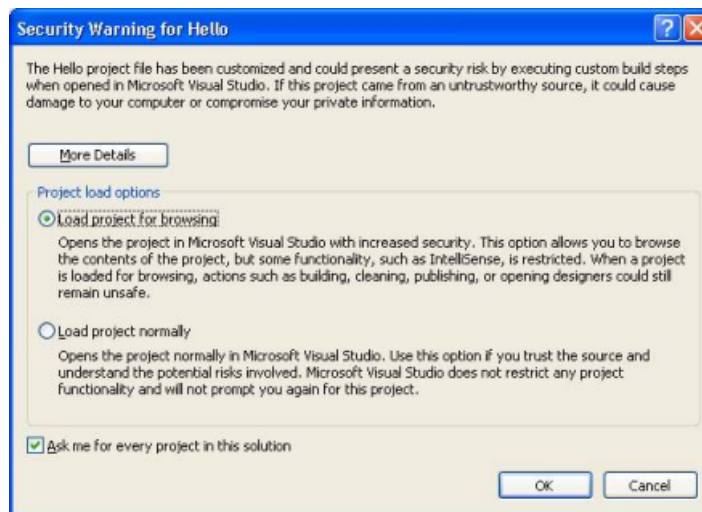 Security Warning for Hello
The Hello project file has been customized and could present a security risk by executing custom build steps
when opened in Microsoft Visual Studio. If this project came from an untrustworthy source, it could cause
damage to your computer or compromise your private information.
More Details
Project load options
Load project for browsing
Opens the project in Microsoft Visual Studio with increased security. This option allows you to browse
the contents of the project, but some functionality, such as IntelliSense, is restricted. When a project
is loaded for browsing, actions such as building, cleaning, publishing, or opening designers could still
remain unsafe.
Load project normally
Opens the project normally in Microsoft Visual Studio. Use this option if you trust the source and
understand the potential risks involved. Microsoft Visual Studio does not restrict any project
functionality and will not prompt you again for this project.
Ask me for every project in this solution
OK Cancel